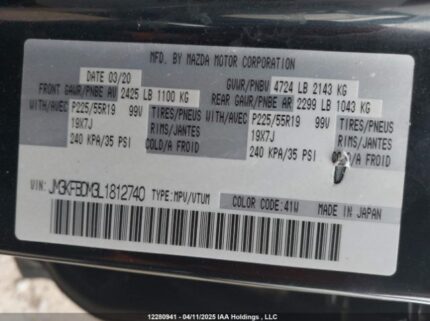 MFD. BY MAZDA MOTOR CORPORATION
DATE 03/20
GVWR/PNBV 4724 LB 2143 KG
FRONT GAWR/PNBE AV 2425 LB 1100 KG
REAR GAWR/PNBE AR 2299 LB 1043 KG
WITH/AVEC P225/55R19 99V TIRES/PNEUS
19X7J RIMS/JANTES
240 KPA/35 PSI COLD/A FROID
WITH/AVEC P225/55R19 99V TIRES/PNEUS
19X7J RIMS/JANTES
240 KPA/35 PSI COLD/A FROID
VIN: JM3KFBDM3L1812740 TYPE:MPV/VTUM
COLOR CODE:41W MADE IN JAPAN
12280941 - 04/11/2025 IAA Holdings , LLC